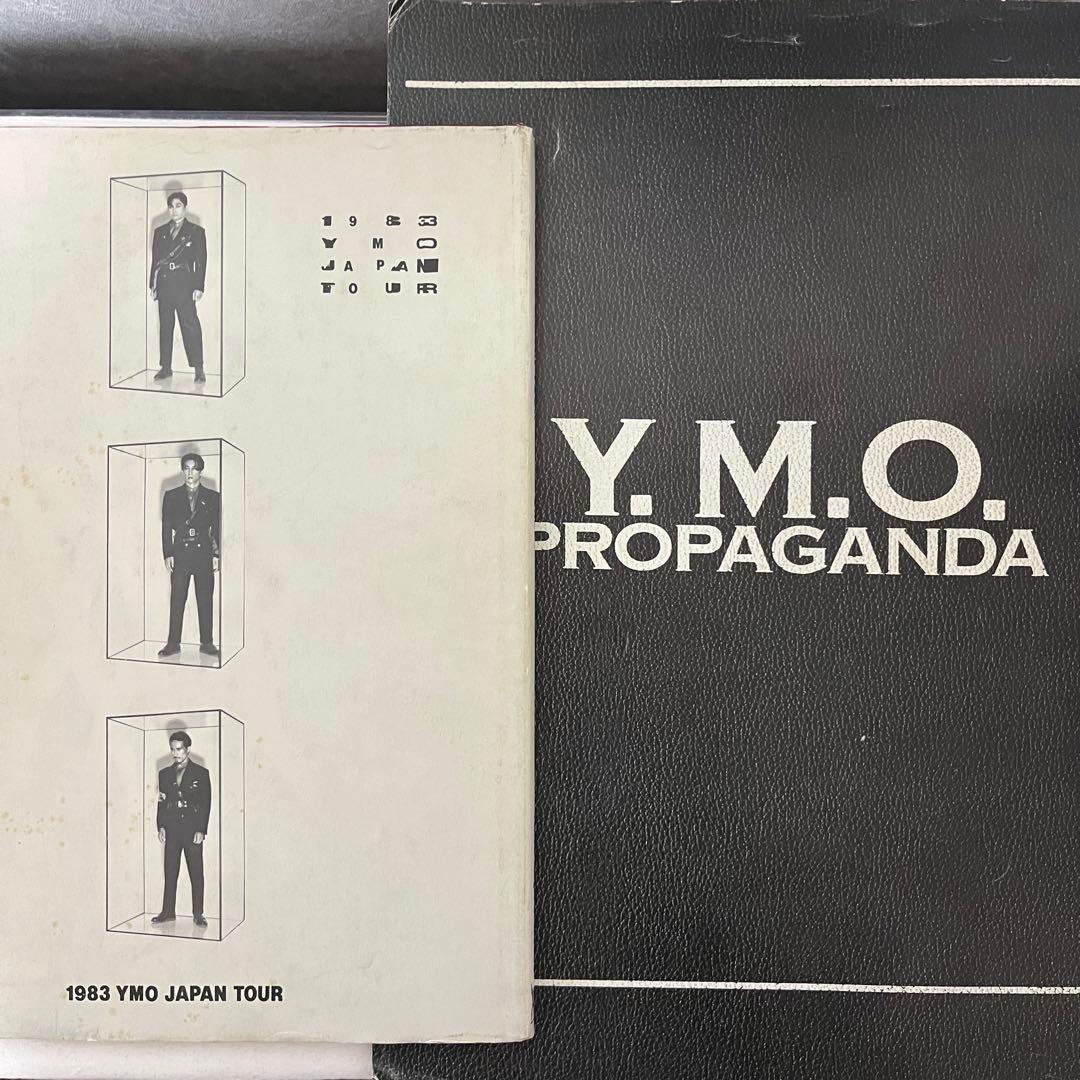 1983
YMO
JAPAN
TOUR
1983 YMO JAPAN TOUR
Y.M.O.
PROPAGANDA